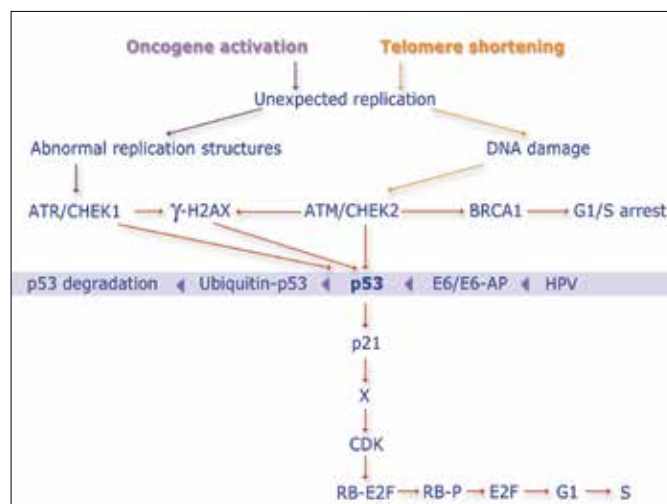 Oncogene activation Telomere shortening
Unexpected replication
Abnormal replication structures DNA damage
ATR/CHEK1 γ-H2AX ATM/CHEK2 BRCA1 G1/S arrest
p53 degradation Ubiquitin-p53 p53 E6/E6-AP HPV
p21
X
CDK
RB-E2F RB-P E2F G1 S